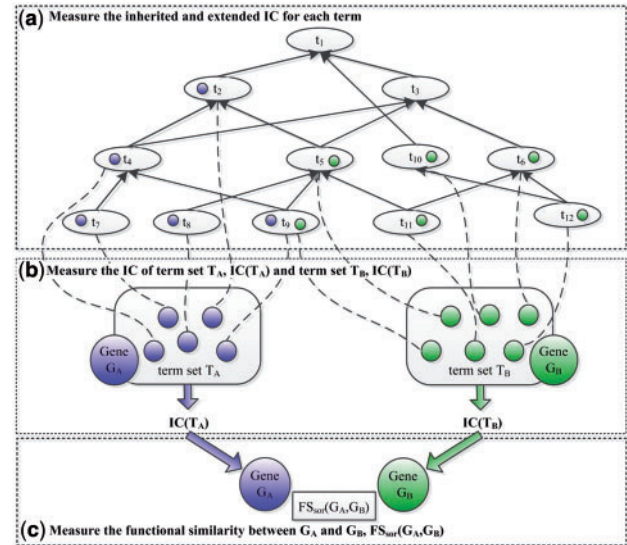 (a) Measure the inherited and extended IC for each term
t1
t2
t3
t4
t5
t10
t6
t7
t8
t9
t11
t12
(b) Measure the IC of term set TA, IC(TA) and term set TB, IC(TB)
Gene
GA
term set TA
term set TB
Gene
GB
IC(TA)
IC(TB)
Gene
GA
Gene
GB
FSsor(GA,GB)
(c) Measure the functional similarity between GA and GB, FSsor(GA,GB)